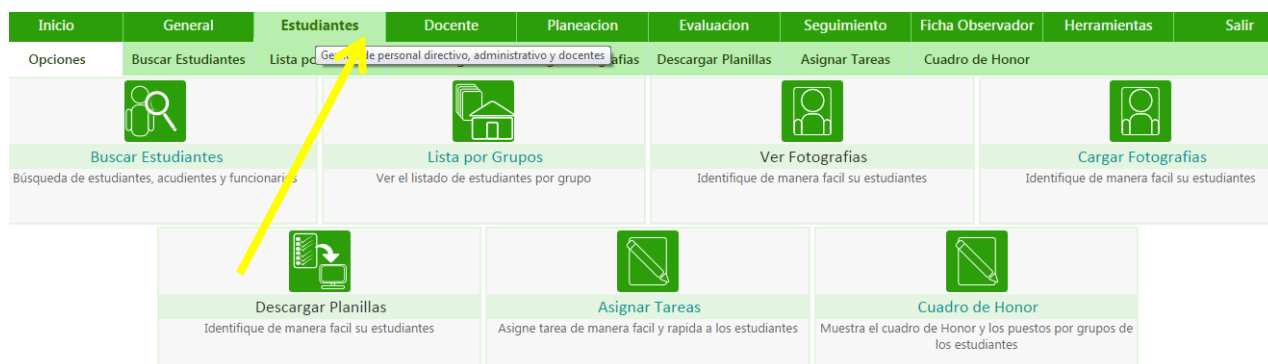 Inicio General Estudiantes Docente Planeacion Evaluacion Seguimiento Ficha Observador Herramientas Salir
Opciones Buscar Estudiantes Lista po afias Descargar Planillas Asignar Tareas Cuadro de Honor
de personal directivo, administrativo y docentes
Buscar Estudiantes Lista por Grupos Ver Fotografias Cargar Fotografias
Búsqueda de estudiantes, acudientes y funcionarios Ver el listado de estudiantes por grupo Identifique de manera facil su estudiantes Identifique de manera facil su estudiantes
Descargar Planillas Asignar Tareas Cuadro de Honor
Identifique de manera facil su estudiantes Asigne tarea de manera facil y rapida a los estudiantes Muestra el cuadro de Honor y los puestos por grupos de
los estudiantes